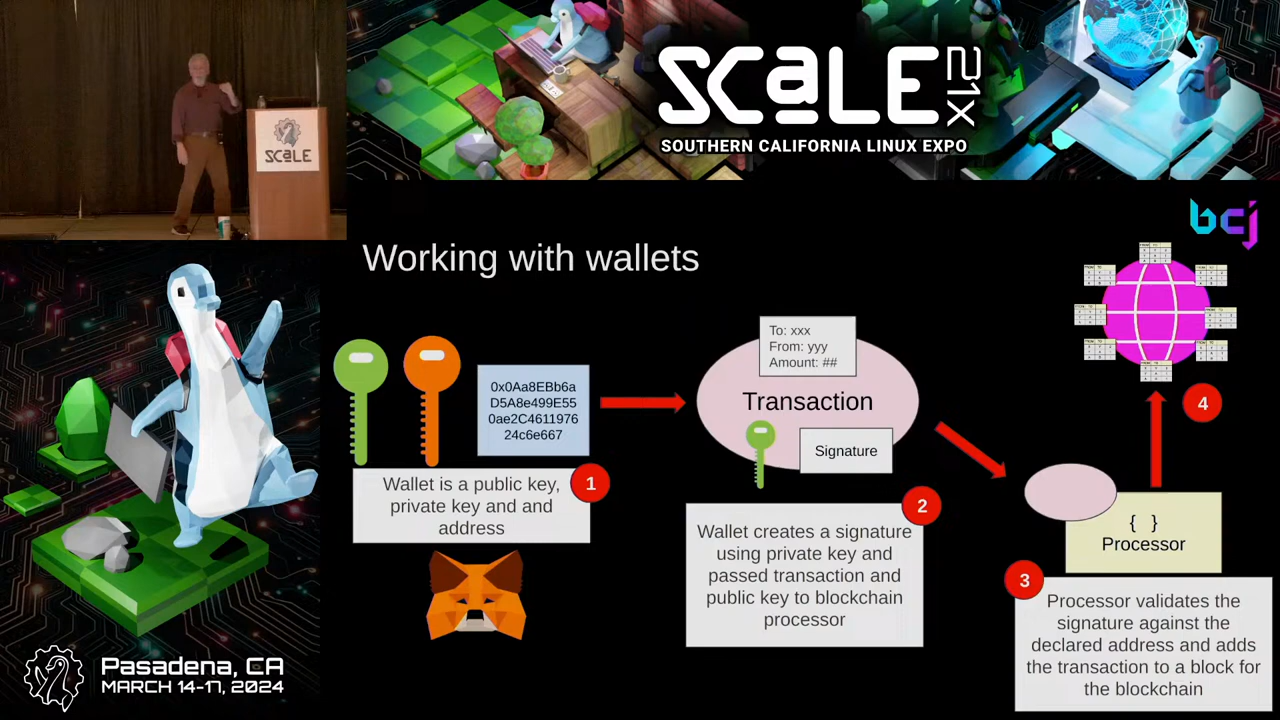 SCALE
21X
SOUTHERN CALIFORNIA LINUX EXPO
SCALE
bcj
Working with wallets
0x0Aa8EBb6a
D5A8e499E55
0ae2C4611976
24c6e667
Wallet is a public key,
private key and and
address
1
To: xxx
From: yyy
Amount: ##
Transaction
Signature
2
Wallet creates a signature
using private key and
passed transaction and
public key to blockchain
processor
{ }
Processor
3
Processor validates the
signature against the
declared address and adds
the transaction to a block for
the blockchain
4
Pasadena, CA
MARCH 14-17, 2024